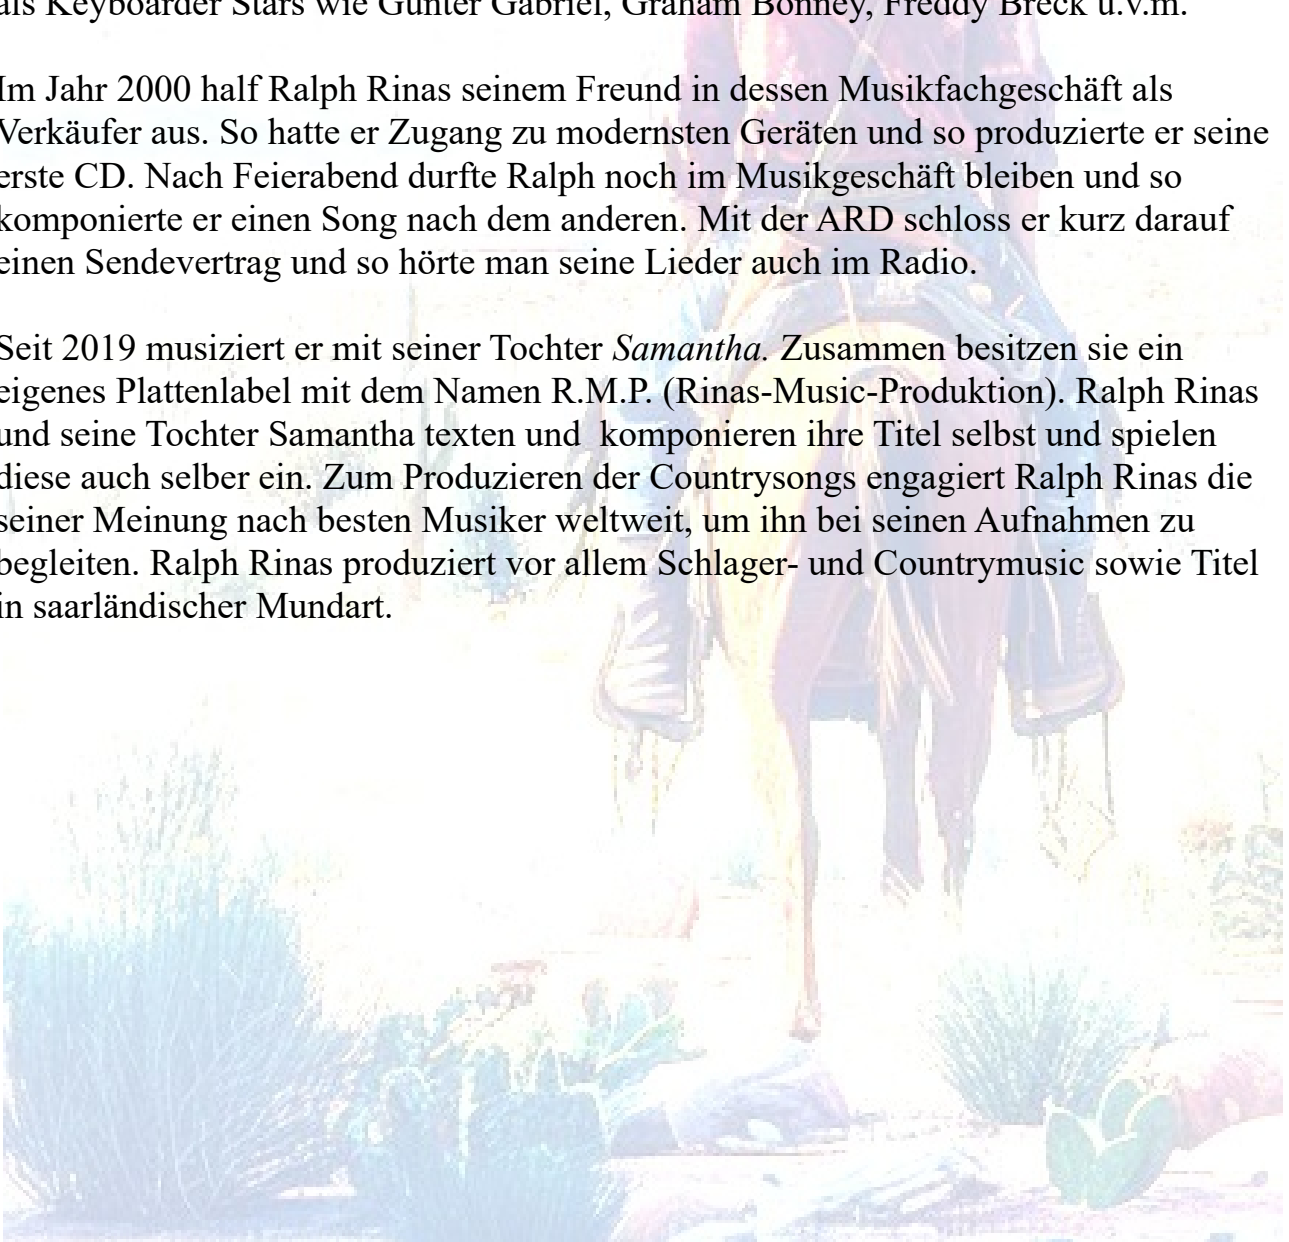 als Keyboarder Stars wie Gunter Gabriel, Graham Bonney, Freddy Breck u.v.m.
Im Jahr 2000 half Ralph Rinas seinem Freund in dessen Musikfachgeschäft als
Verkäufer aus. So hatte er Zugang zu modernsten Geräten und so produzierte er seine
erste CD. Nach Feierabend durfte Ralph noch im Musikgeschäft bleiben und so
komponierte er einen Song nach dem anderen. Mit der ARD schloss er kurz darauf
einen Sendevertrag und so hörte man seine Lieder auch im Radio.
Seit 2019 musiziert er mit seiner Tochter Samantha. Zusammen besitzen sie ein
eigenes Plattenlabel mit dem Namen R.M.P. (Rinas-Music-Produktion). Ralph Rinas
und seine Tochter Samantha texten und  komponieren ihre Titel selbst und spielen
diese auch selber ein. Zum Produzieren der Countrysongs engagiert Ralph Rinas die
seiner Meinung nach besten Musiker weltweit, um ihn bei seinen Aufnahmen zu
begleiten. Ralph Rinas produziert vor allem Schlager- und Countrymusic sowie Titel
in saarländischer Mundart.